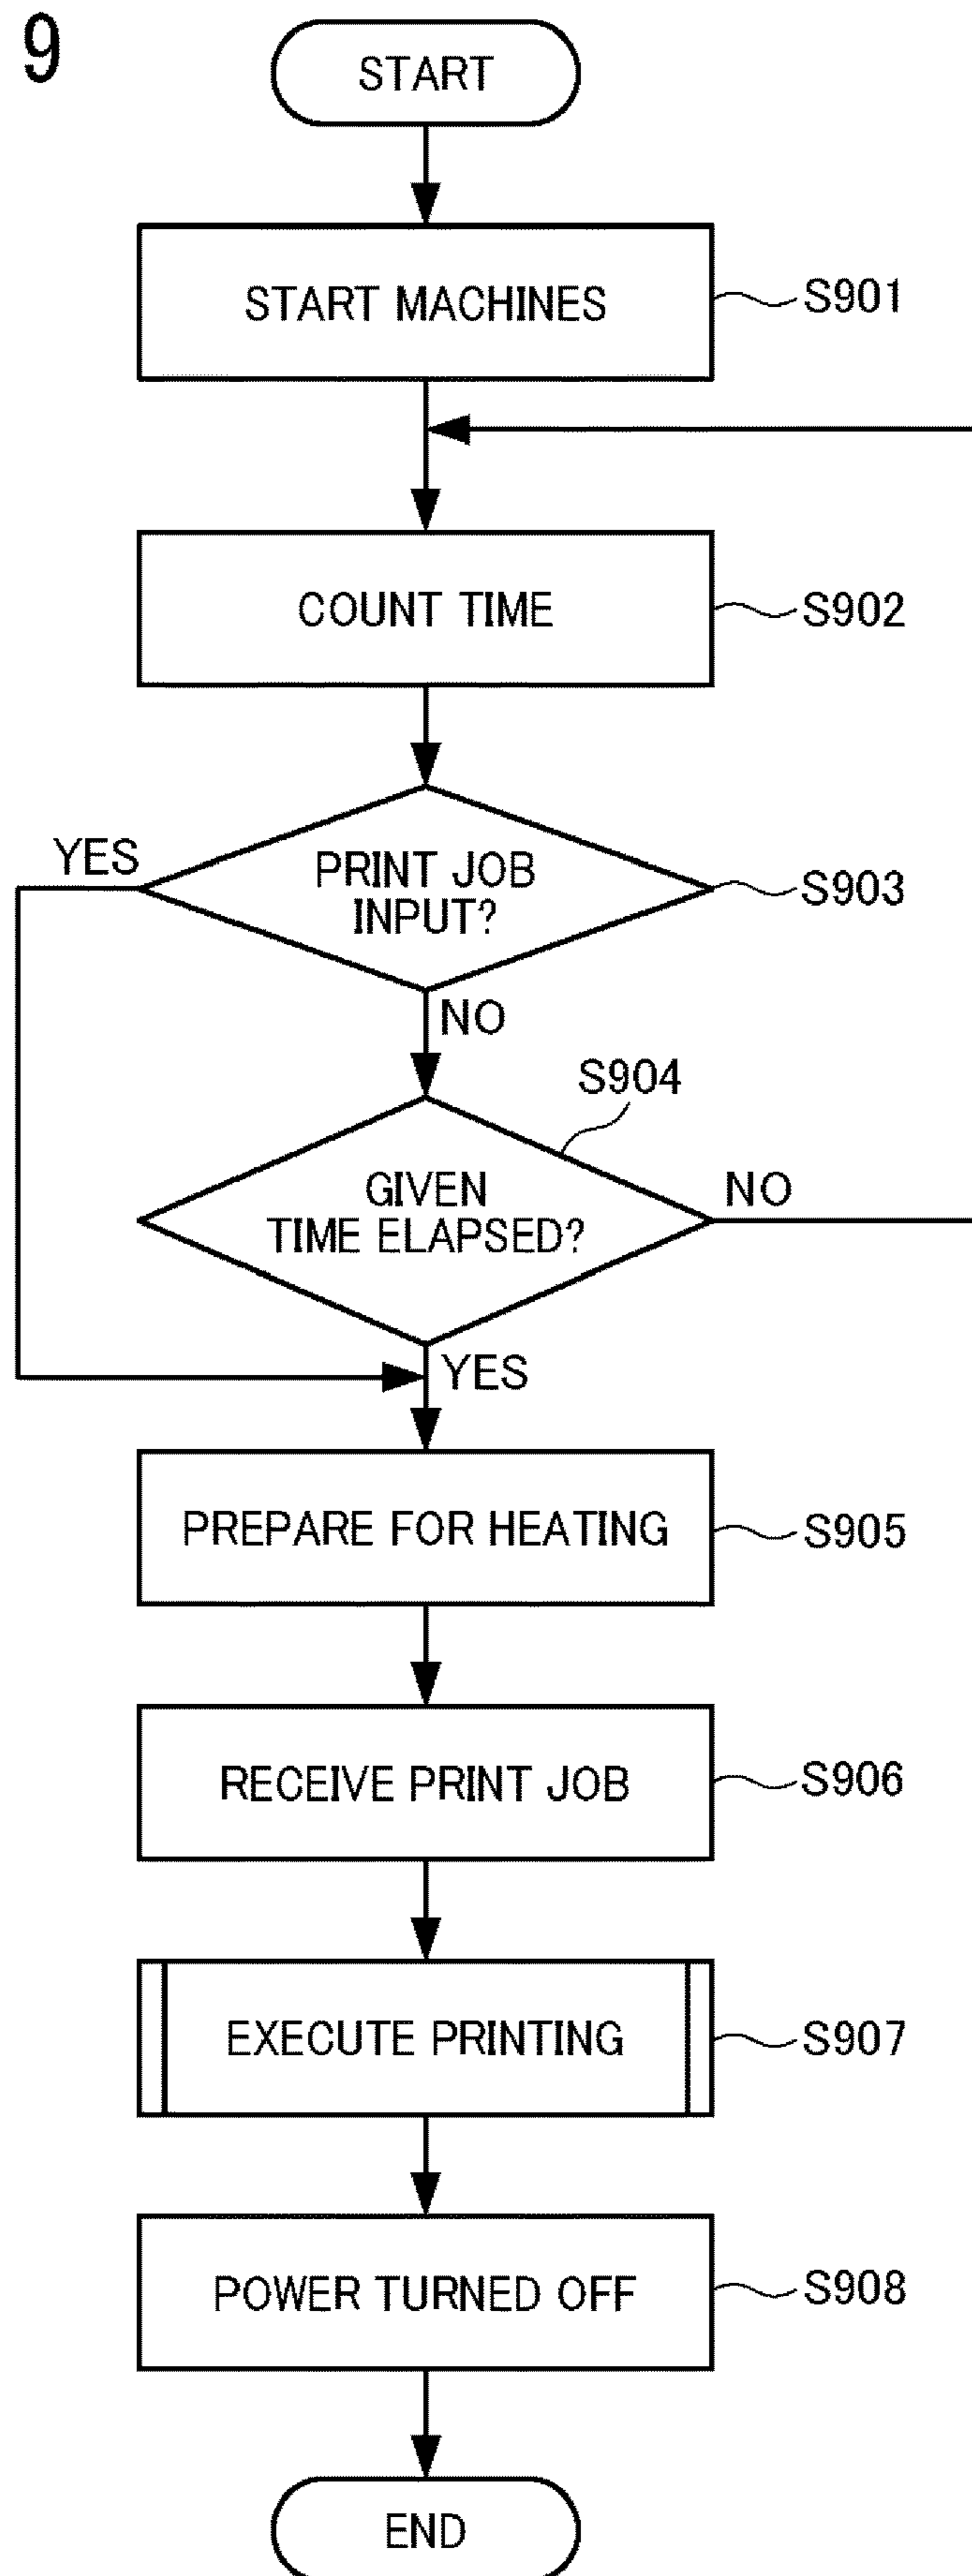 9
START
START MACHINES
S901
COUNT TIME
S902
YES
PRINT JOB
INPUT?
S903
NO
S904
GIVEN
TIME ELAPSED?
NO
YES
PREPARE FOR HEATING
S905
RECEIVE PRINT JOB
S906
EXECUTE PRINTING
S907
POWER TURNED OFF
S908
END